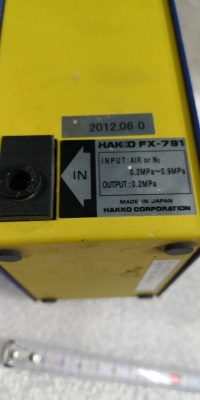 2012.06 0
HAKKO FX-791
INPUT: AIR or N₂
0.2MPa~0.9MPa
IN
OUTPUT: 0.2MPa
MADE IN JAPAN
HAKKO CORPORATION